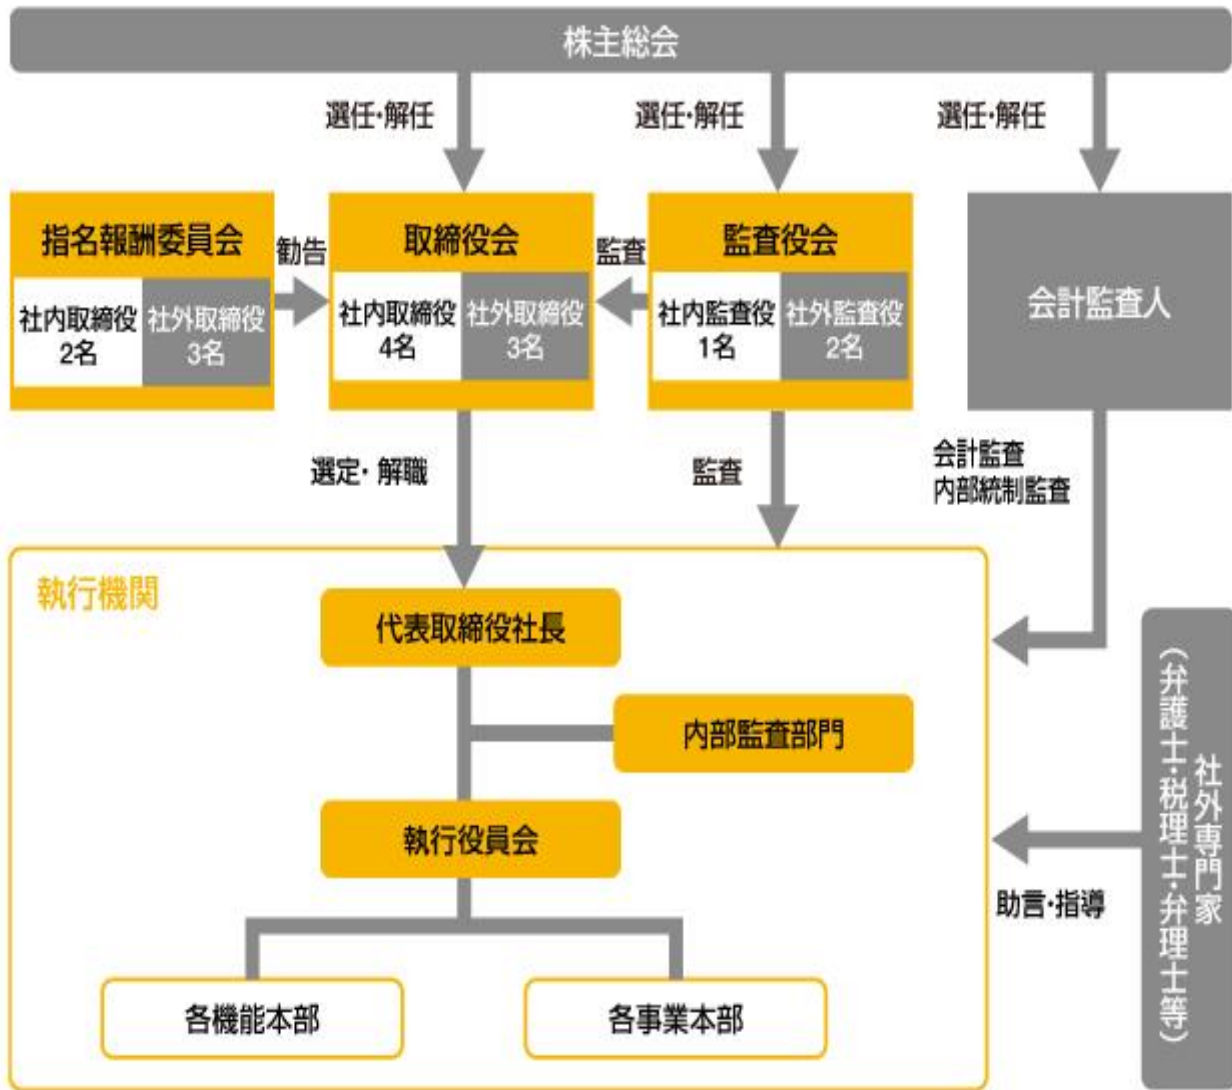 株主総会
選任・解任
選任・解任
選任・解任
指名報酬委員会
社内取締役
2名
社外取締役
3名
勧告
取締役会
社内取締役
4名
社外取締役
3名
監査
監査役会
社内監査役
1名
社外監査役
2名
会計監査人
選定・解職
監査
会計監査
内部統制監査
執行機関
代表取締役社長
内部監査部門
執行役員会
各機能本部
各事業本部
助言・指導
社外専門家
（弁護士・税理士・弁理士等）